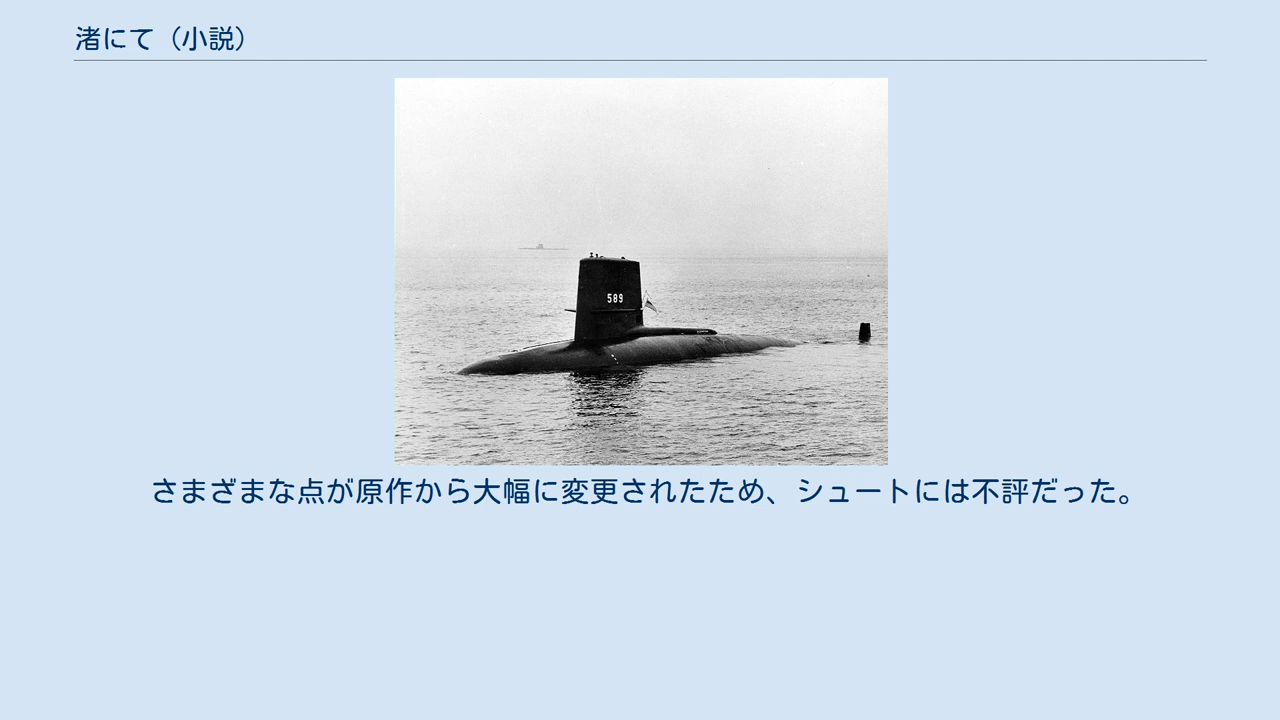 渚にて（小説）
589
さまざまな点が原作から大幅に変更されたため、シュートには不評だった。